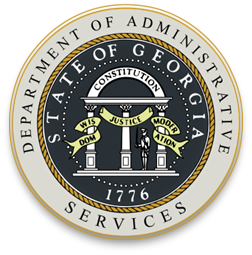 DEPARTMENT OF ADMINISTRATIVE
SERVICES
STATE OF GEORGIA
CONSTITUTION
WIS
DOM
JUSTICE
MODER
ATION
1776